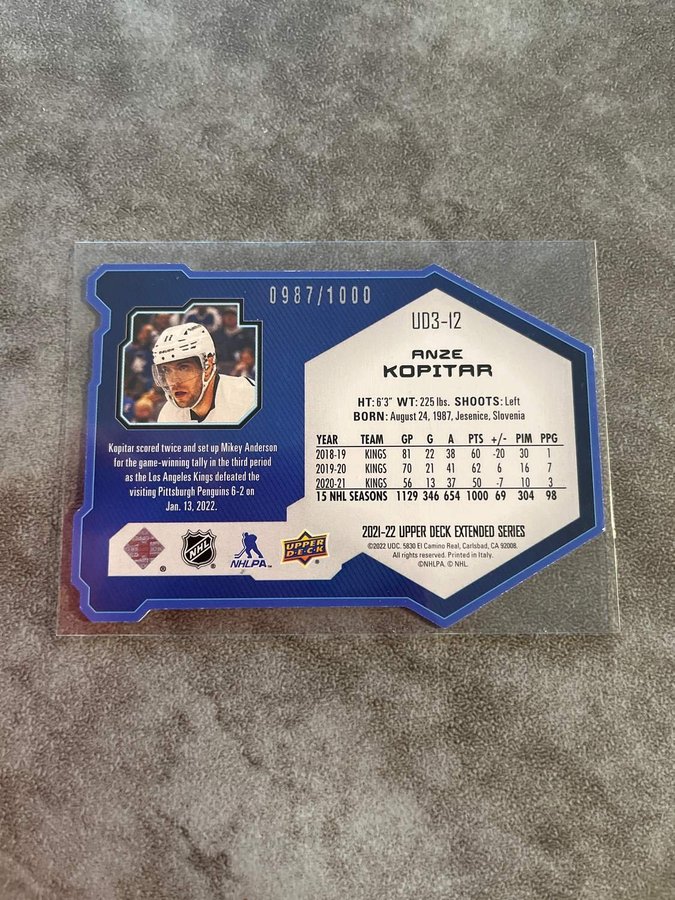 0987/1000
UD3-12
ANZE
KOPITAR
HT: 6'3" WT: 225 lbs. SHOOTS: Left
BORN: August 24, 1987, Jesenice, Slovenia
YEAR TEAM GP G A PTS +/- PIM PPG
2018-19 KINGS 81 22 38 60 -20 30 1
2019-20 KINGS 70 21 41 62 6 16 7
2020-21 KINGS 56 13 37 50 -7 10 3
15 NHL SEASONS 1129 346 654 1000 69 304 98
2021-22 UPPER DECK EXTENDED SERIES
©2022 UDC. 5830 El Camino Real, Carlsbad, CA 92008.
All rights reserved. Printed in Italy.
©NHLPA. © NHL.
11
Kopitar scored twice and set up Mikey Anderson
for the game-winning tally in the third period
as the Los Angeles Kings defeated the
visiting Pittsburgh Penguins 6-2 on
Jan. 13, 2022.
®
NHL
NHLPA™
UPPER
DECK
®